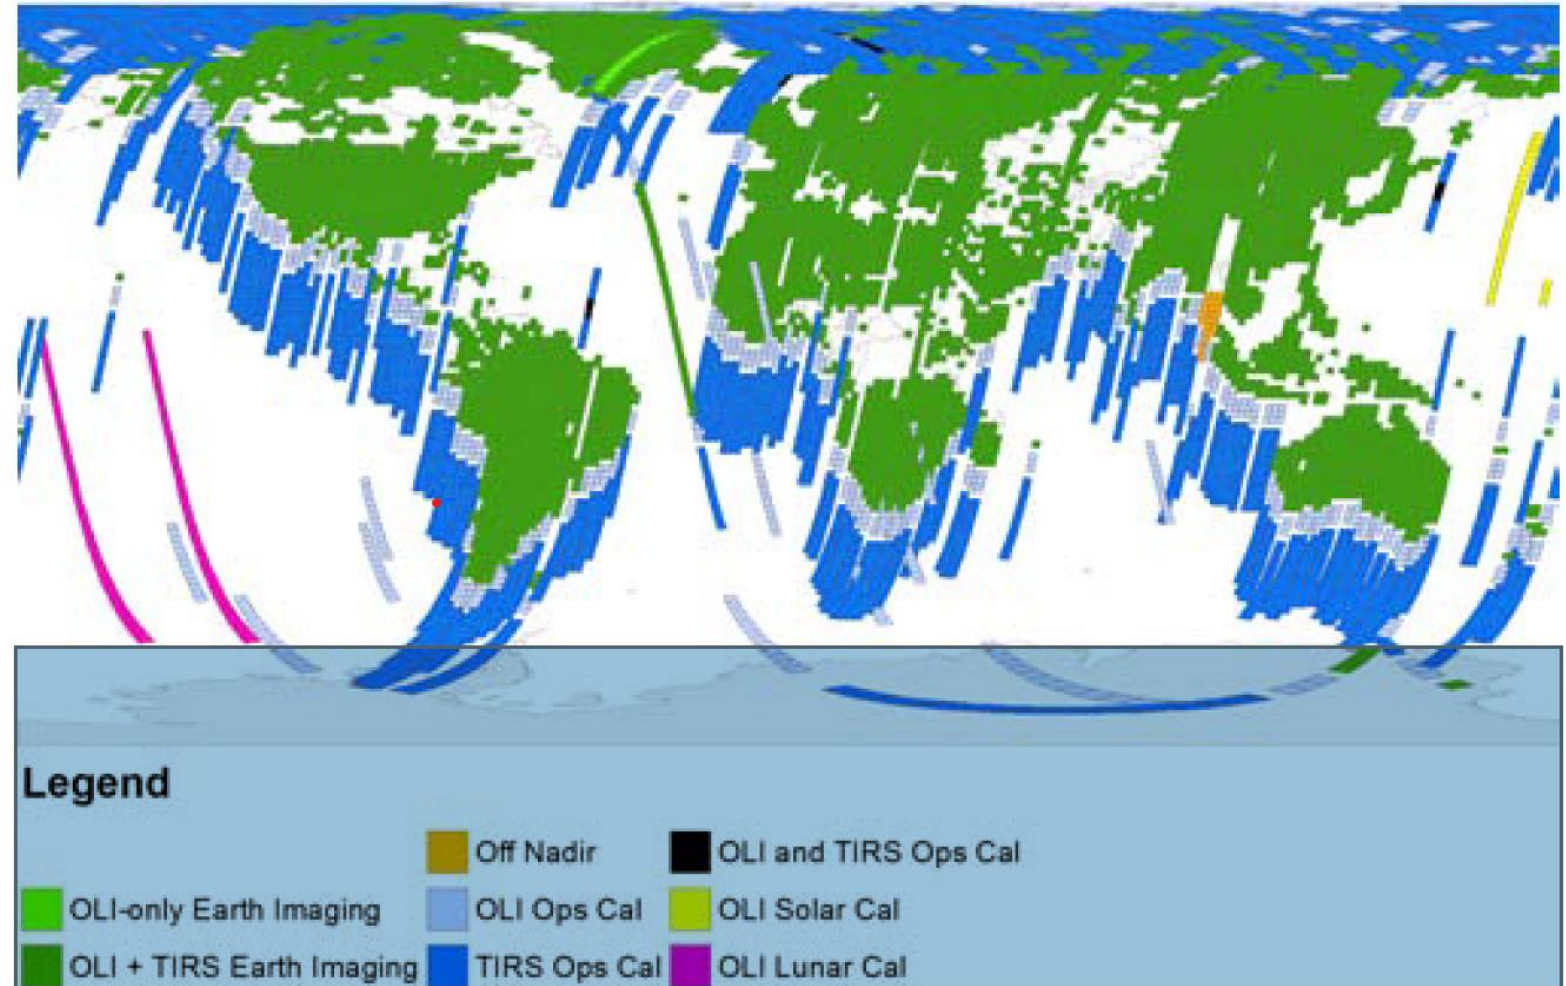 Legend
Off Nadir
OLI and TIRS Ops Cal
OLI-only Earth Imaging
OLI Ops Cal
OLI Solar Cal
OLI + TIRS Earth Imaging
TIRS Ops Cal
OLI Lunar Cal